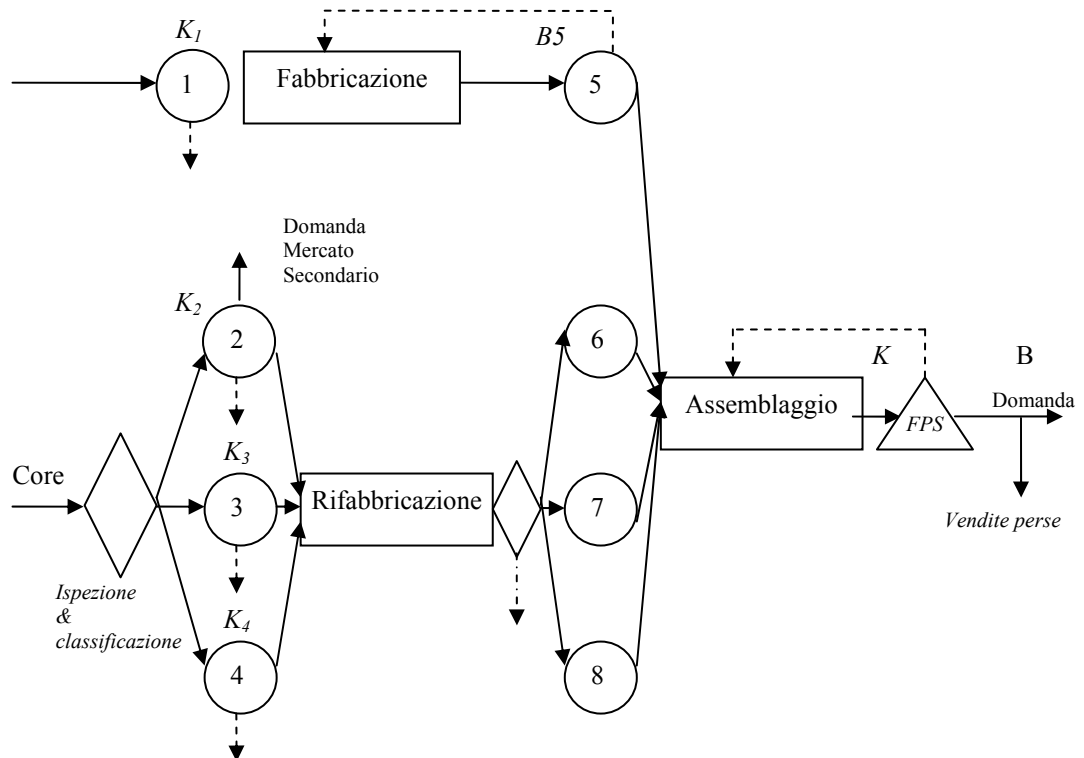 K1
B5
1
Fabbricazione
5
Domanda
Mercato
Secondario
K2
2
6
K
B
Assemblaggio
Domanda
FPS
K3
Core
3
Rifabbricazione
7
Vendite perse
Ispezione
&
classificazione
K4
4
8